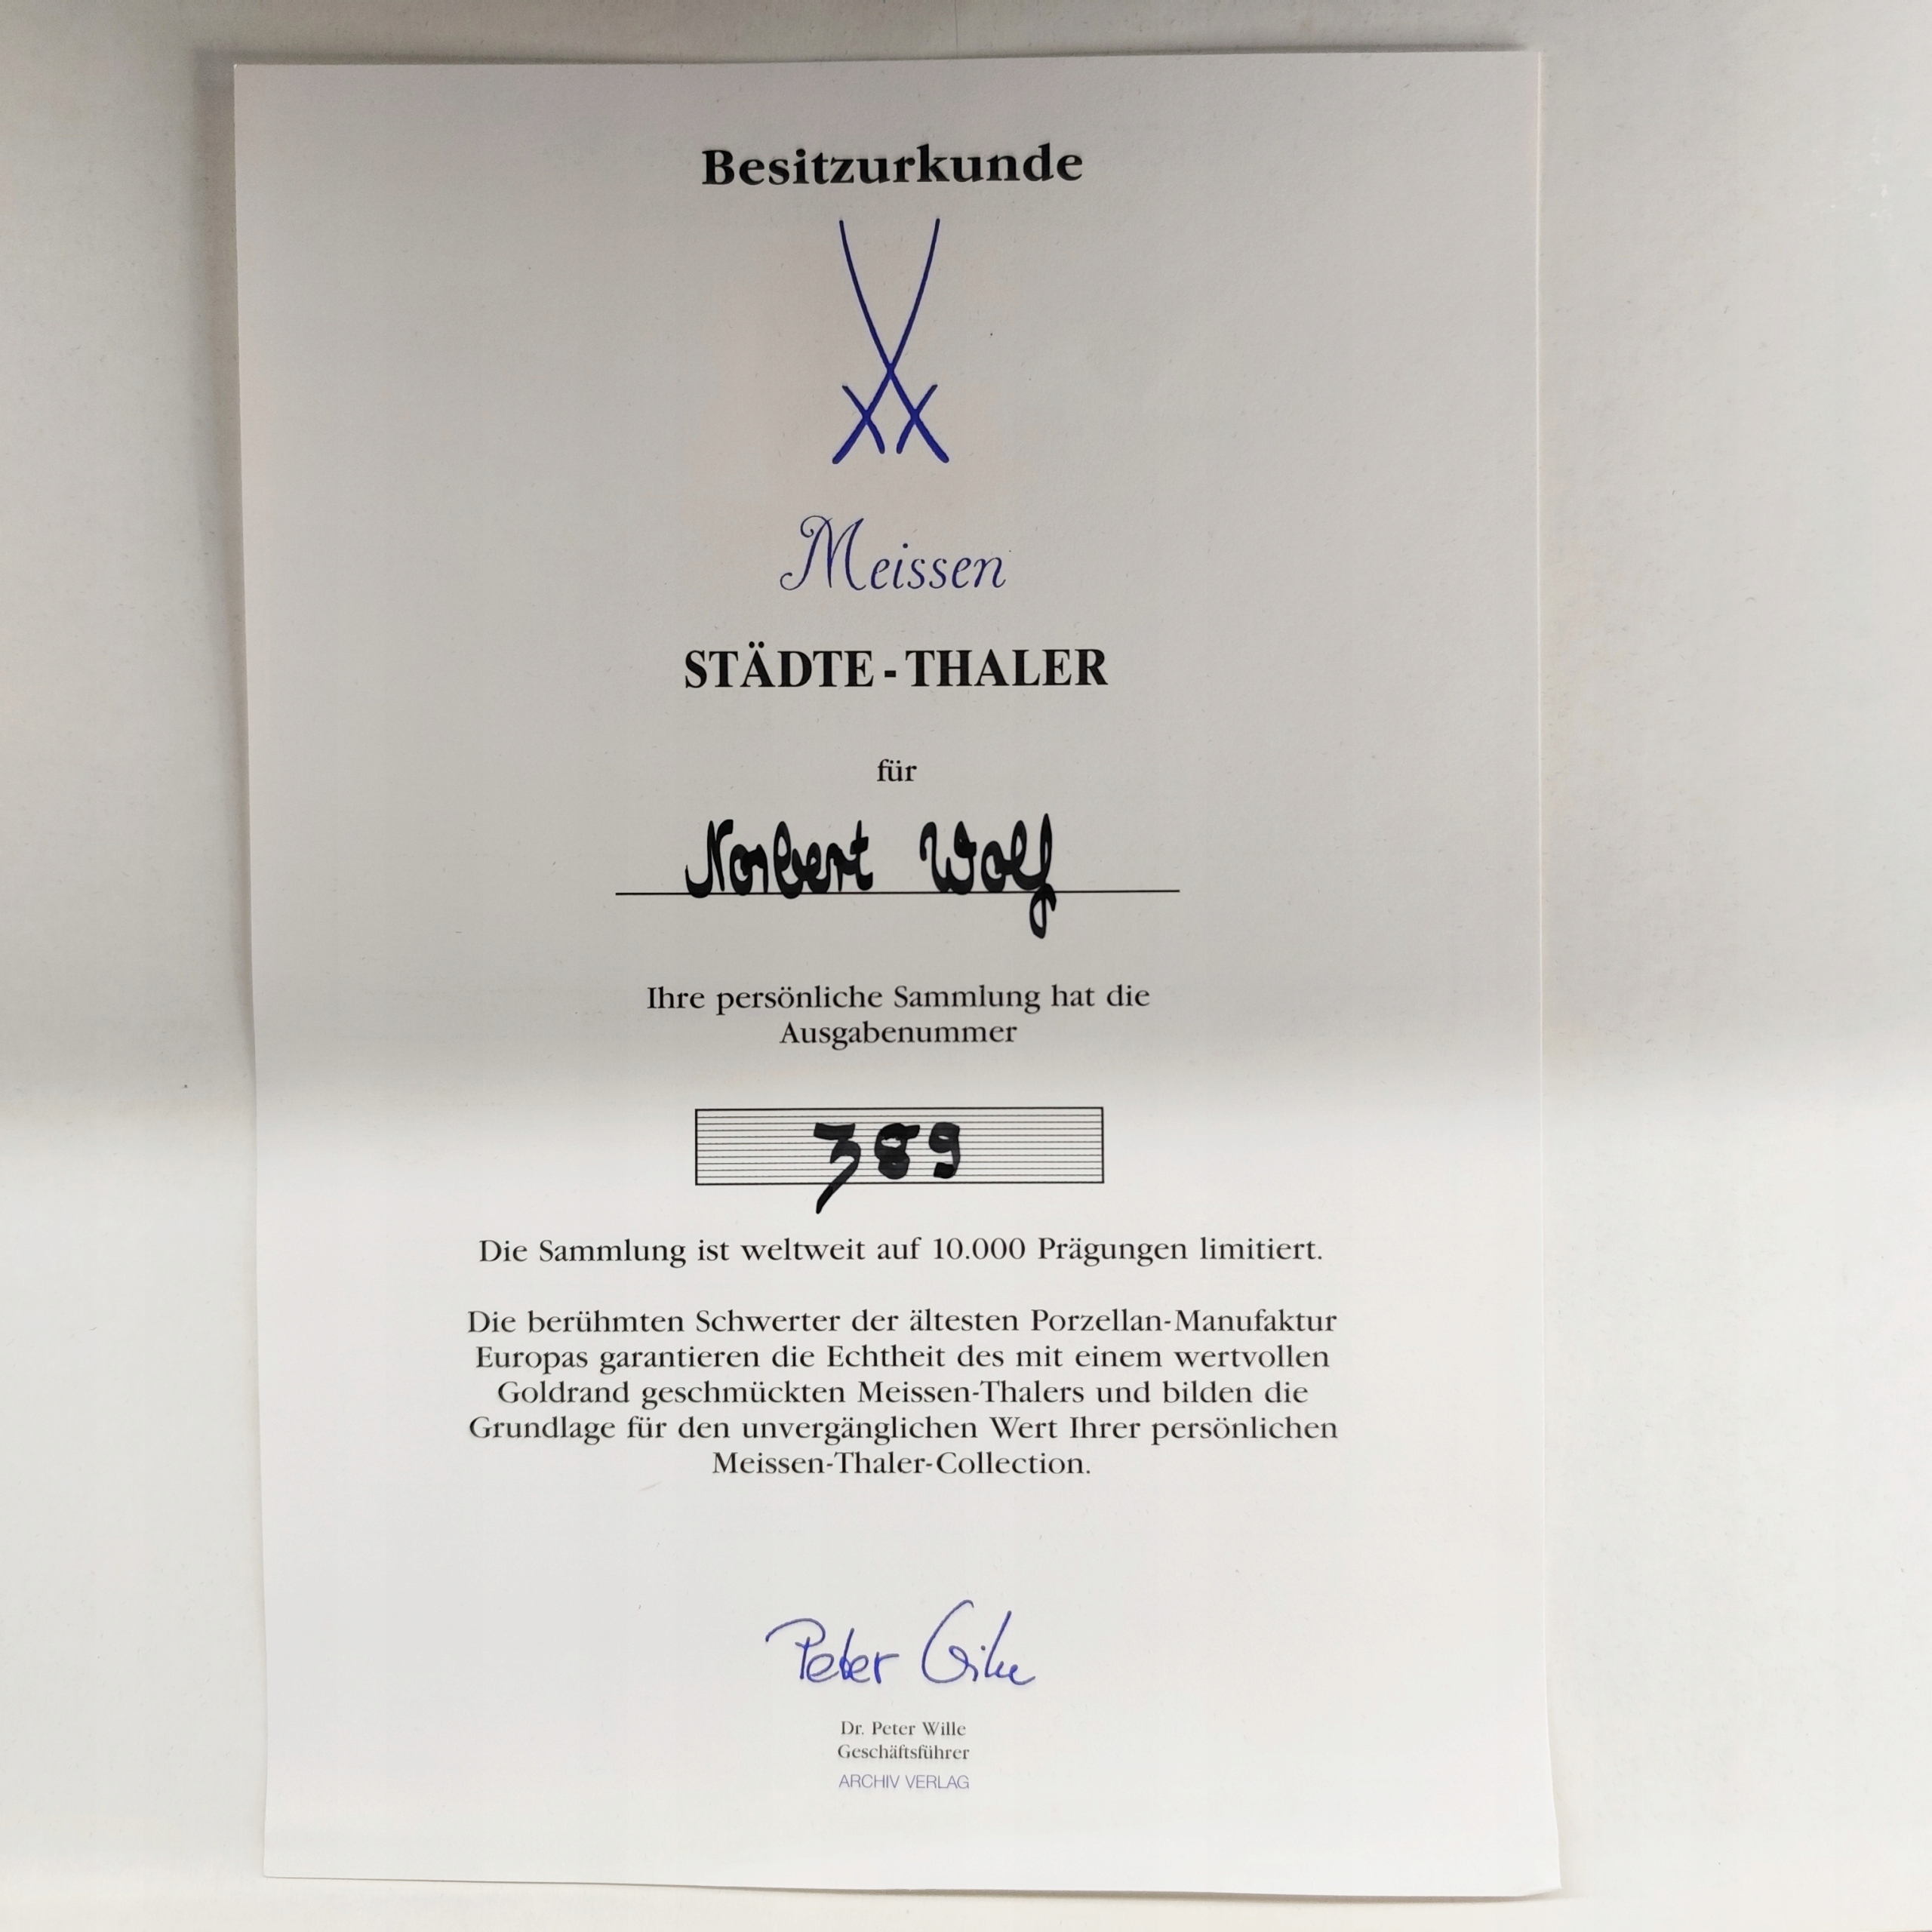 Besitzurkunde
Meissen
STÄDTE-THALER
für
Norbert Wolf
Ihre persönliche Sammlung hat die
Ausgabenummer
389
Die Sammlung ist weltweit auf 10.000 Prägungen limitiert.
Die berühmten Schwerter der ältesten Porzellan-Manufaktur
Europas garantieren die Echtheit des mit einem wertvollen
Goldrand geschmückten Meissen-Thalers und bilden die
Grundlage für den unvergänglichen Wert Ihrer persönlichen
Meissen-Thaler-Collection.
Peter Wille
Dr. Peter Wille
Geschäftsführer
ARCHIV VERLAG